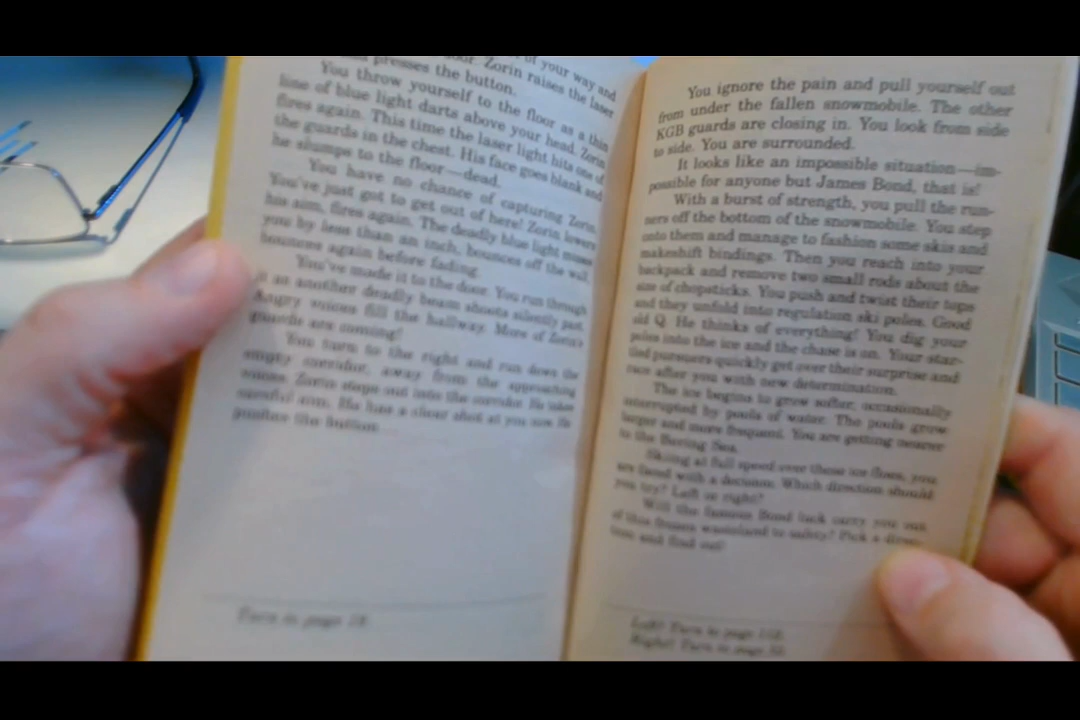 of your way and
Zorin raises the laser
presses the button.
You throw yourself to the floor as a thin
line of blue light darts above your head. Zorin
fires again. This time the laser light hits one of
the guards in the chest. His face goes blank and
he slumps to the floor—dead.
You have no chance of capturing Zorin.
You've just got to get out of here! Zorin lowers
his aim, fires again. The deadly blue light misses
you by less than an inch, bounces off the wall,
bounces again before fading.
You've made it to the door. You run through
as another deadly beam shoots silently past.
Angry voices fill the hallway. More of Zorin's
guards are coming!
You turn to the right and run down the
empty corridor, away from the approaching
voices. Zorin steps out into the corridor. He takes
careful aim. He has a clear shot at you now. He
pushes the button.
Turn to page
You ignore the pain and pull yourself out
from under the fallen snowmobile. The other
KGB guards are closing in. You look from side
to side. You are surrounded.
It looks like an impossible situation—im-
possible for anyone but James Bond, that is!
With a burst of strength, you pull the run-
ners off the bottom of the snowmobile. You step
onto them and manage to fashion some skis and
makeshift bindings. Then you reach into your
backpack and remove two small rods about the
size of chopsticks. You push and twist their tops
and they unfold into regulation ski poles. Good
old Q. He thinks of everything! You dig your
poles into the ice and the chase is on. Your star-
tled pursuers quickly get over their surprise and
race after you with new determination.
The ice begins to grow softer, occasionally
interrupted by pools of water. The pools grow
larger and more frequent. You are getting nearer
to the Bering Sea.
Skiing at full speed over these ice floes, you
are faced with a decision. Which direction should
you try? Left or right?
Will the famous Bond luck carry you out
of this frozen wasteland to safety? Pick a direc-
tion and find out!
Left? Turn to page
Right? Turn to page